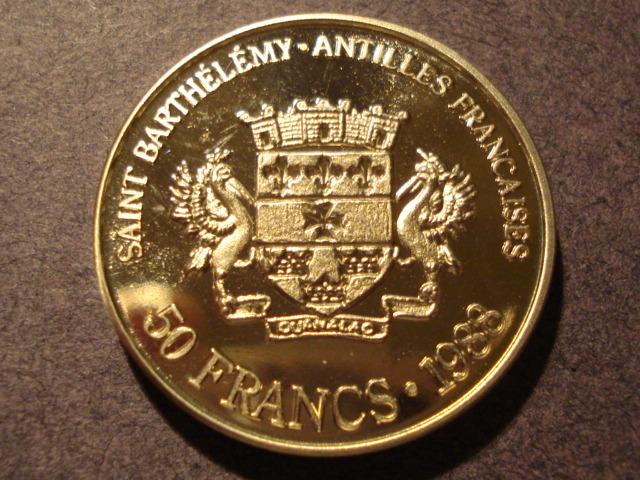 SAINT BARTHÉLÉMY · ANTILLES FRANCAISES
OUANALAO
50 FRANCS · 1988